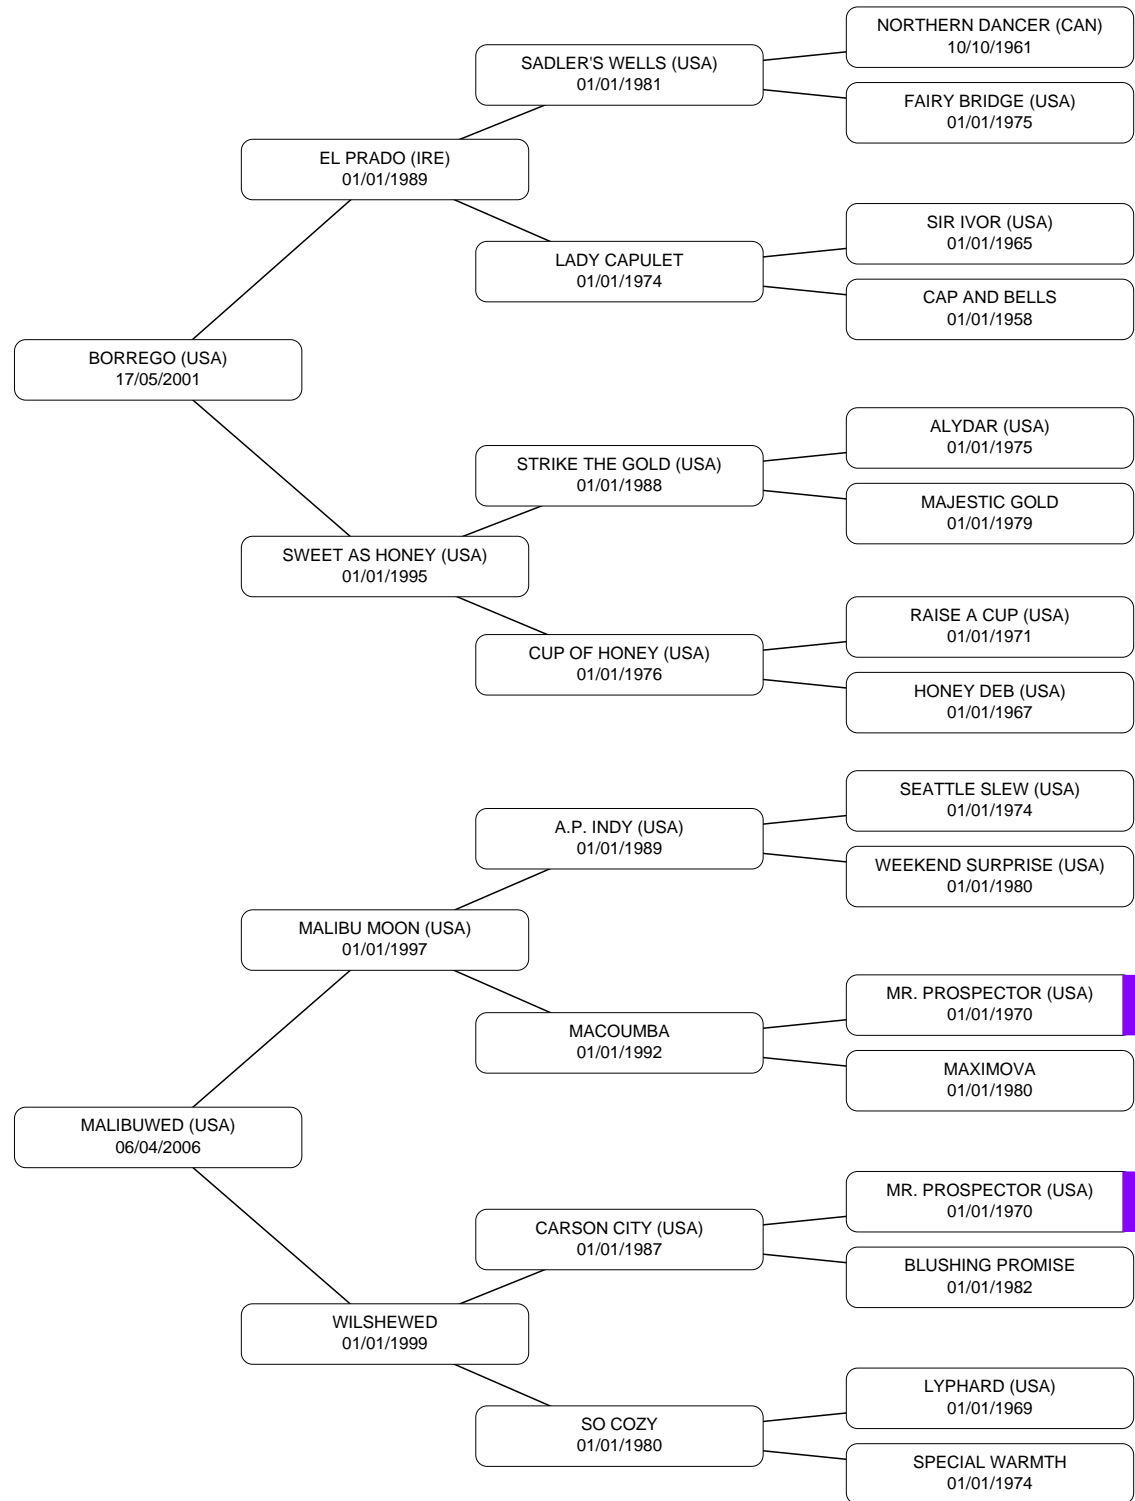 NORTHERN DANCER (CAN)
10/10/1961
SADLER'S WELLS (USA)
01/01/1981
FAIRY BRIDGE (USA)
01/01/1975
EL PRADO (IRE)
01/01/1989
SIR IVOR (USA)
01/01/1965
LADY CAPULET
01/01/1974
CAP AND BELLS
01/01/1958
BORREGO (USA)
17/05/2001
ALYDAR (USA)
01/01/1975
STRIKE THE GOLD (USA)
01/01/1988
MAJESTIC GOLD
01/01/1979
SWEET AS HONEY (USA)
01/01/1995
RAISE A CUP (USA)
01/01/1971
CUP OF HONEY (USA)
01/01/1976
HONEY DEB (USA)
01/01/1967
SEATTLE SLEW (USA)
01/01/1974
A.P. INDY (USA)
01/01/1989
WEEKEND SURPRISE (USA)
01/01/1980
MALIBU MOON (USA)
01/01/1997
MR. PROSPECTOR (USA)
01/01/1970
MACOUMBA
01/01/1992
MAXIMOVA
01/01/1980
MALIBUWED (USA)
06/04/2006
MR. PROSPECTOR (USA)
01/01/1970
CARSON CITY (USA)
01/01/1987
BLUSHING PROMISE
01/01/1982
WILSHEWED
01/01/1999
LYPHARD (USA)
01/01/1969
SO COZY
01/01/1980
SPECIAL WARMTH
01/01/1974